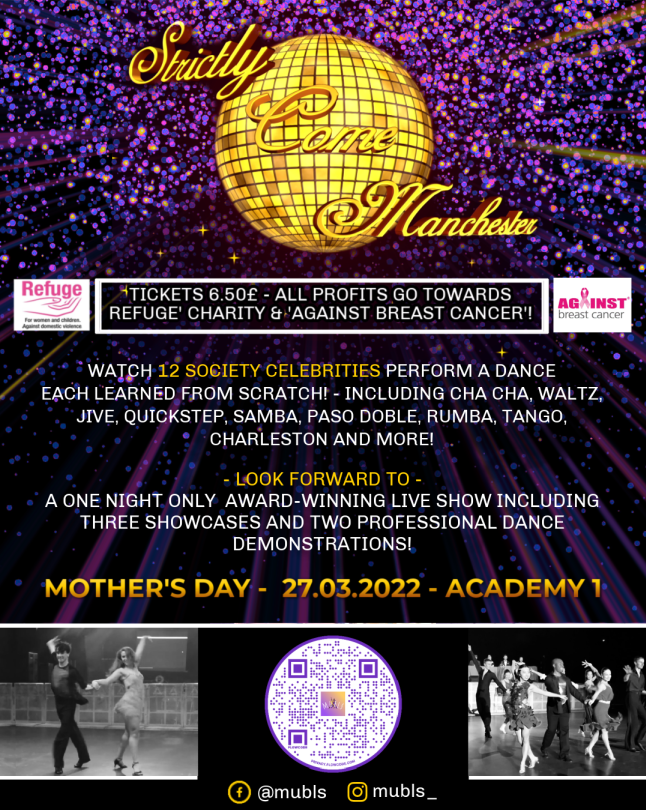 Strictly
Come
Manchester
Refuge
For women and children.
Against domestic violence.
AGAINST
breast cancer
TICKETS 6.50£ - ALL PROFITS GO TOWARDS
REFUGE' CHARITY & 'AGAINST BREAST CANCER'!
WATCH 12 SOCIETY CELEBRITIES PERFORM A DANCE
EACH LEARNED FROM SCRATCH! - INCLUDING CHA CHA, WALTZ,
JIVE, QUICKSTEP, SAMBA, PASO DOBLE, RUMBA, TANGO,
CHARLESTON AND MORE!
- LOOK FORWARD TO -
A ONE NIGHT ONLY AWARD-WINNING LIVE SHOW INCLUDING
THREE SHOWCASES AND TWO PROFESSIONAL DANCE
DEMONSTRATIONS!
MOTHER'S DAY - 27.03.2022 - ACADEMY 1
FLOWCODE
PRIVACY.FLOWCODE.COM
@mubls mubls_